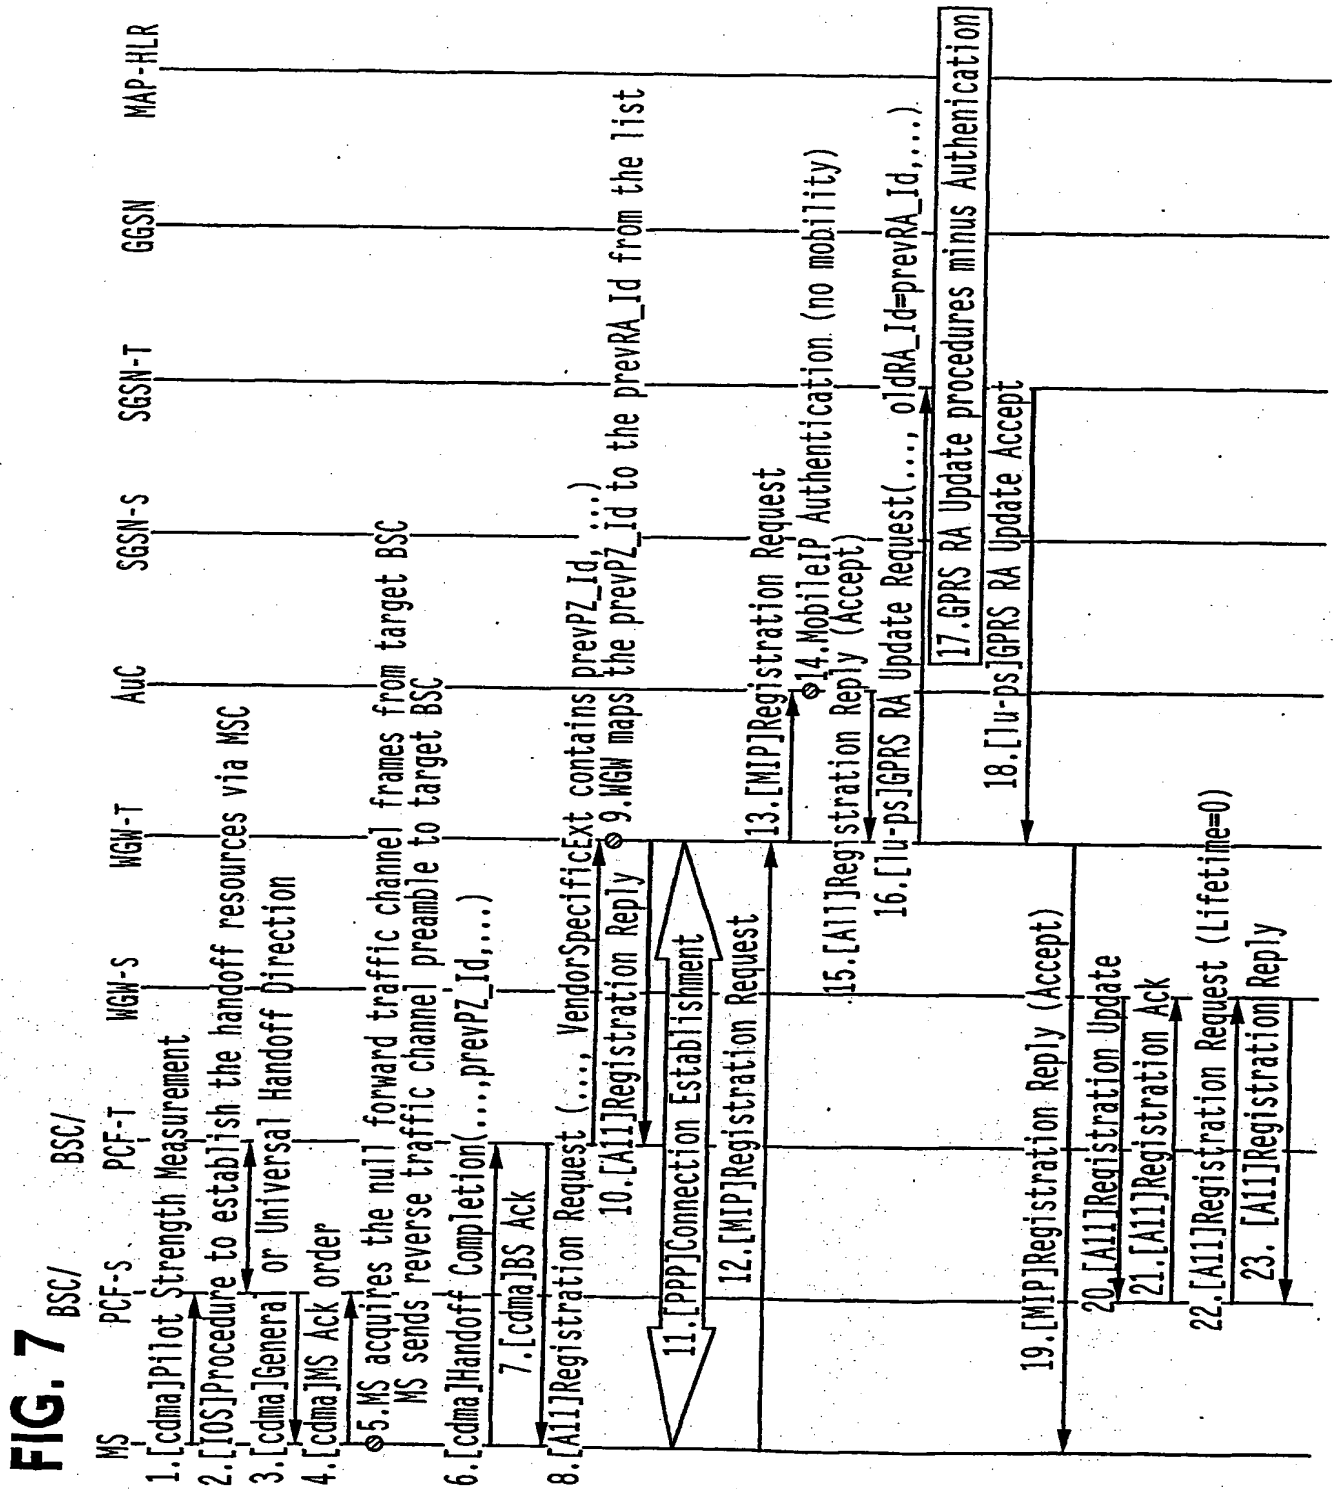 FIG. 7
MS
BSC/
PCF-S
BSC/
PCF-T
WGW-S
WGW-T
AuC
SGSN-S
SGSN-T
GGSN
MAP-HLR
1.[cdma]Pilot Strength Measurement
2.[IOS]Procedure to establish the handoff resources via MSC
3.[cdma]General or Universal Handoff Direction
4.[cdma]MS Ack order
5.MS acquires the null forward traffic channel frames from target BSC
MS sends reverse traffic channel preamble to target BSC
6.[cdma]Handoff Completion(...,prevPZ_Id,...)
7.[cdma]BS Ack
8.[A11]Registration Request (..., VendorSpecificExt contains prevPZ_Id, ...)
9.WGW maps the prevPZ_Id to the prevRA_Id from the list
10.[A11]Registration Reply
11.[PPP]Connection Establishment
12.[MIP]Registration Request
13.[MIP]Registration Request
14.MobileIP Authentication (no mobility)
15.[A11]Registration Reply (Accept)
16.[lu-ps]GPRS RA Update Request(..., oldRA_Id=prevRA_Id,...)
17.GPRS RA Update procedures minus Authenication
18.[lu-ps]GPRS RA Update Accept
19.[MIP]Registration Reply (Accept)
20.[A11]Registration Update
21.[A11]Registration Ack
22.[A11]Registration Request (Lifetime=0)
23. [A11]Registration Reply